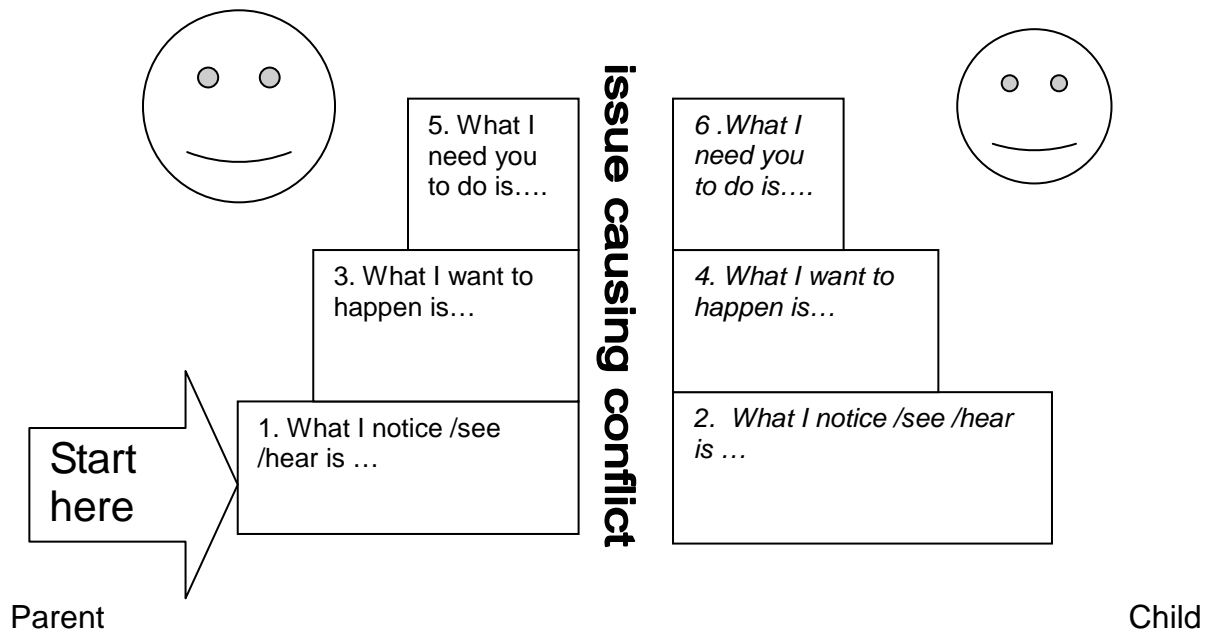 Start
here
1. What I notice /see
/hear is …
2. What I notice /see /hear
is …
3. What I want to
happen is…
4. What I want to
happen is…
5. What I
need you
to do is….
6 .What I
need you
to do is….
issue causing conflict
Parent
Child